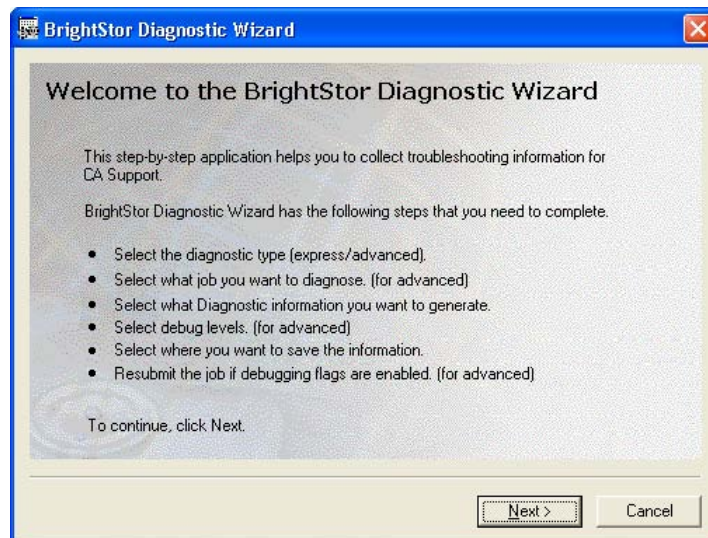 BrightStor Diagnostic Wizard
Welcome to the BrightStor Diagnostic Wizard
This step-by-step application helps you to collect troubleshooting information for
CA Support.
BrightStor Diagnostic Wizard has the following steps that you need to complete.
• Select the diagnostic type (express/advanced).
• Select what job you want to diagnose. (for advanced)
• Select what Diagnostic information you want to generate.
• Select debug levels. (for advanced)
• Select where you want to save the information.
• Resubmit the job if debugging flags are enabled. (for advanced)
To continue, click Next.
Next >
Cancel